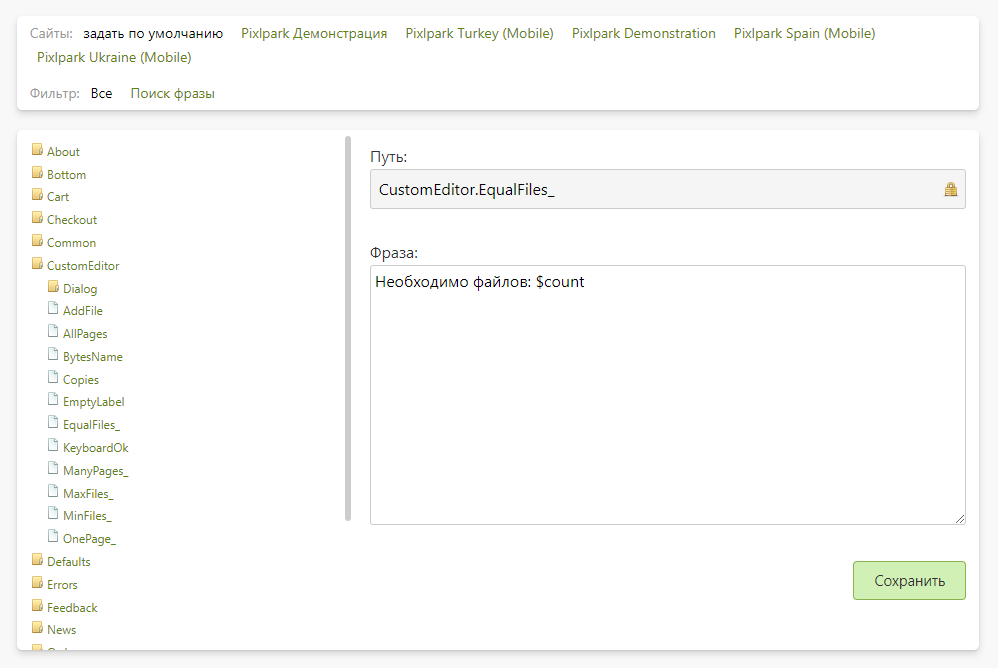 Сайты: задать по умолчанию Pixlpark Демонстрация Pixlpark Turkey (Mobile) Pixlpark Demonstration Pixlpark Spain (Mobile)
Pixlpark Ukraine (Mobile)
Фильтр: Все Поиск фразы
About
Bottom
Cart
Checkout
Common
CustomEditor
Dialog
AddFile
AllPages
BytesName
Copies
EmptyLabel
EqualFiles_
KeyboardOk
ManyPages_
MaxFiles_
MinFiles_
OnePage_
Defaults
Errors
Feedback
News
Путь:
CustomEditor.EqualFiles_
Фраза:
Необходимо файлов: $count
Сохранить